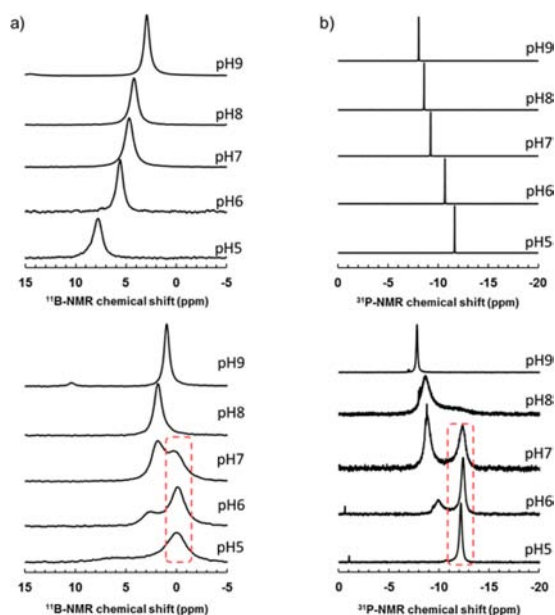 a)
pH9
pH8
pH7
pH6
pH5
15 10 5 0 -5
¹¹B-NMR chemical shift (ppm)
b)
pH9
pH8
pH7
pH6
pH5
0 -5 -10 -15 -20
³¹P-NMR chemical shift (ppm)
pH9
pH8
pH7
pH6
pH5
15 10 5 0 -5
¹¹B-NMR chemical shift (ppm)
pH9
pH8
pH7
pH6
pH5
0 -5 -10 -15 -20
³¹P-NMR chemical shift (ppm)